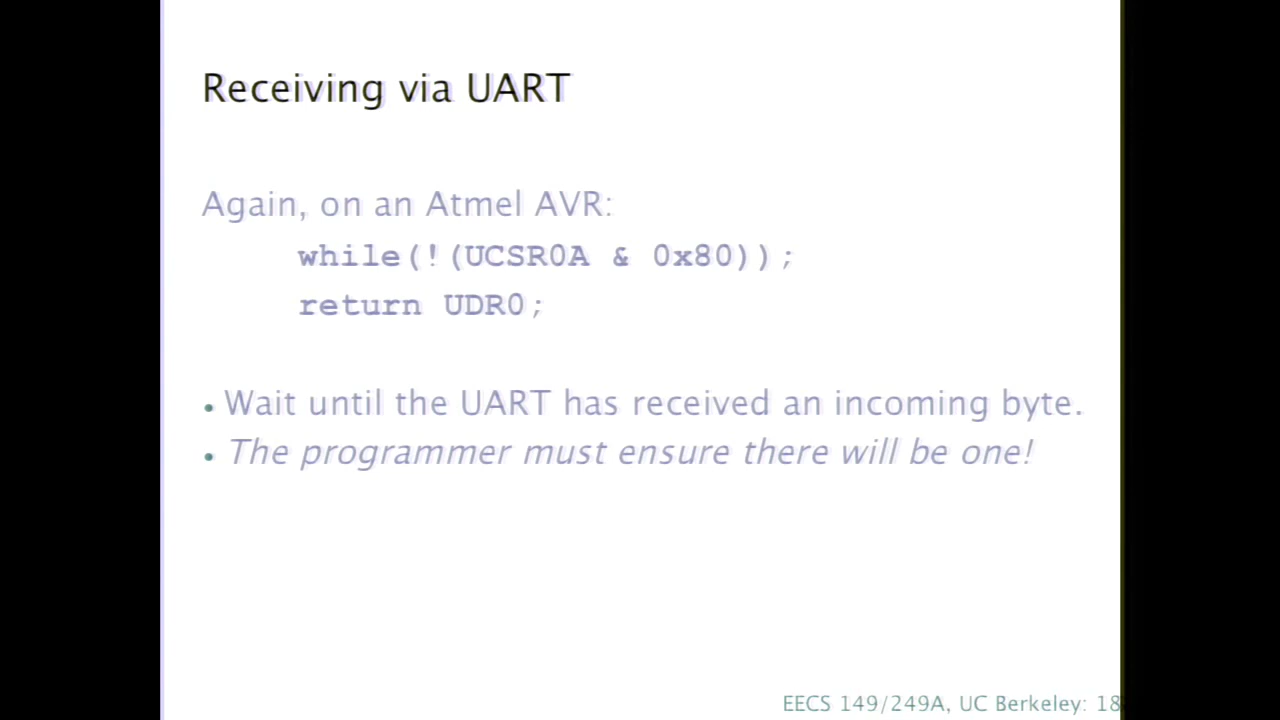 Receiving via UART
Again, on an Atmel AVR:
while(!(UCSR0A & 0x80));
return UDR0;
• Wait until the UART has received an incoming byte.
• The programmer must ensure there will be one!
EECS 149/249A, UC Berkeley: 18